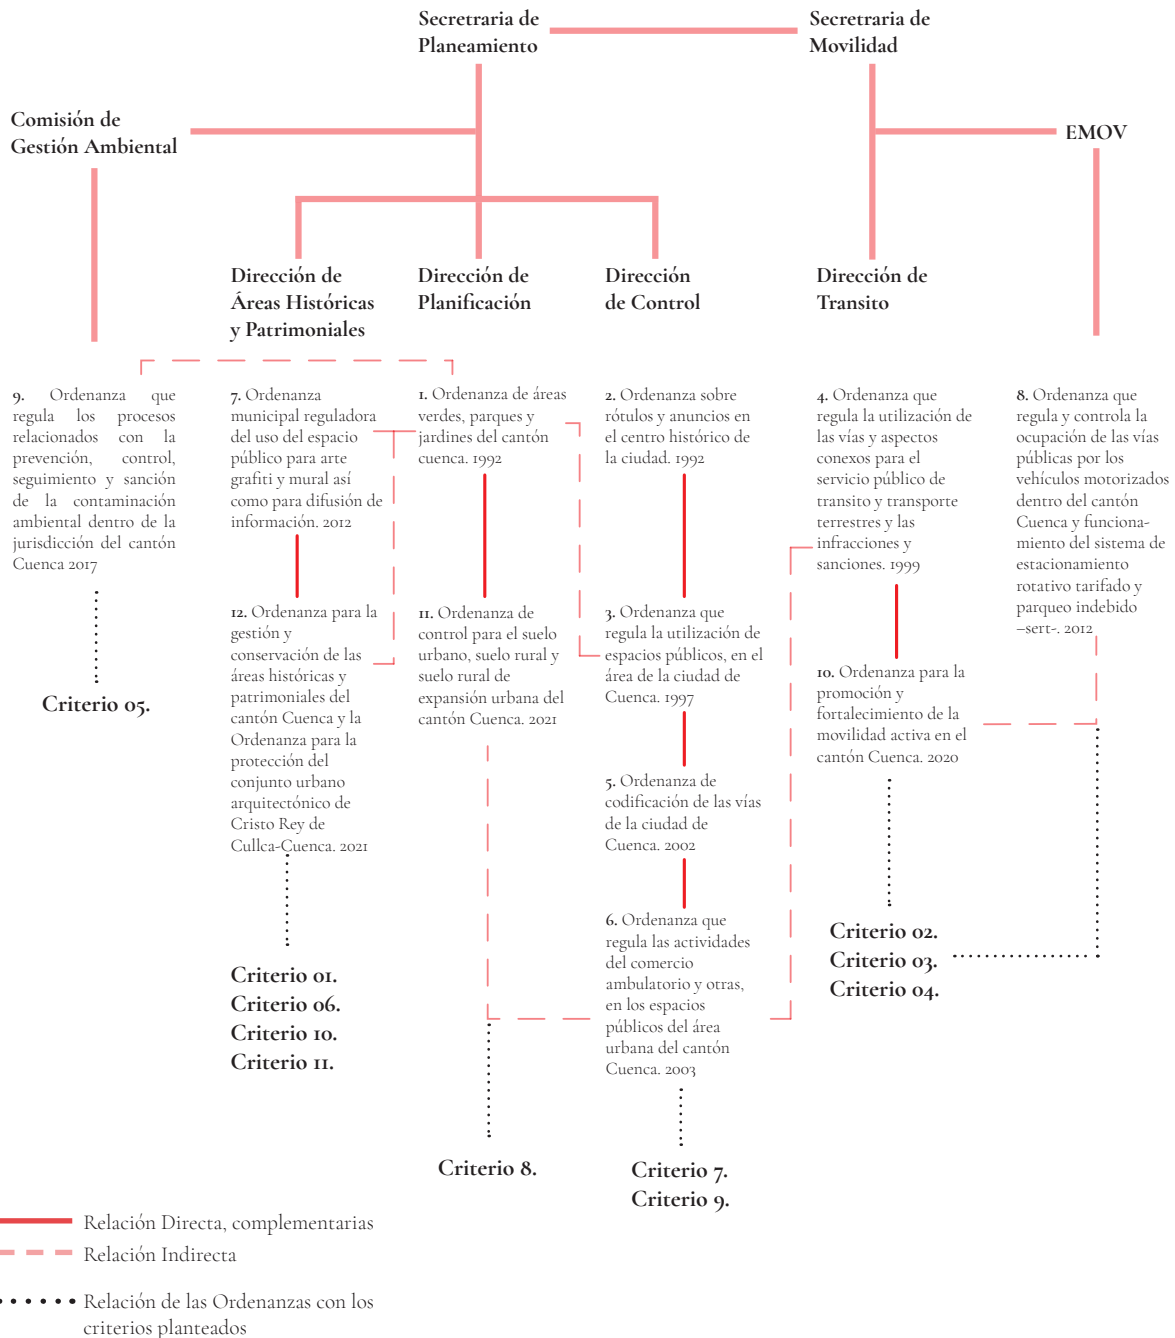 Secretaria de
Planeamiento
Secretaria de
Movilidad
Comisión de
Gestión Ambiental
EMOV
Dirección de
Áreas Históricas
y Patrimoniales
Dirección de
Planificación
Dirección
de Control
Dirección de
Transito
9. Ordenanza que
regula los procesos
relacionados con la
prevención, control,
seguimiento y sanción
de la contaminación
ambiental dentro de la
jurisdicción del cantón
Cuenca 2017
Criterio 05.
7. Ordenanza
municipal reguladora
del uso del espacio
público para arte
grafiti y mural así
como para difusión de
información. 2012
12. Ordenanza para la
gestión y
conservación de las
áreas históricas y
patrimoniales del
cantón Cuenca y la
Ordenanza para la
protección del
conjunto urbano
arquitectónico de
Cristo Rey de
Cullca-Cuenca. 2021
Criterio 01.
Criterio 06.
Criterio 10.
Criterio 11.
1. Ordenanza de áreas
verdes, parques y
jardines del cantón
cuenca. 1992
11. Ordenanza de
control para el suelo
urbano, suelo rural y
suelo rural de
expansión urbana del
cantón Cuenca. 2021
Criterio 8.
2. Ordenanza sobre
rótulos y anuncios en
el centro histórico de
la ciudad. 1992
3. Ordenanza que
regula la utilización de
espacios públicos, en el
área de la ciudad de
Cuenca. 1997
5. Ordenanza de
codificación de las vías
de la ciudad de
Cuenca. 2002
6. Ordenanza que
regula las actividades
del comercio
ambulatorio y otras,
en los espacios
públicos del área
urbana del cantón
Cuenca. 2003
Criterio 7.
Criterio 9.
4. Ordenanza que
regula la utilización de
las vías y aspectos
conexos para el
servicio público de
transito y transporte
terrestres y las
infracciones y
sanciones. 1999
10. Ordenanza para la
promoción y
fortalecimiento de la
movilidad activa en el
cantón Cuenca. 2020
Criterio 02.
Criterio 03.
Criterio 04.
8. Ordenanza que
regula y controla la
ocupación de las vías
públicas por los
vehículos motorizados
dentro del cantón
Cuenca y funciona-
miento del sistema de
estacionamiento
rotativo tarifado y
parqueo indebido
–sert-. 2012
Relación Directa, complementarias
Relación Indirecta
Relación de las Ordenanzas con los
criterios planteados